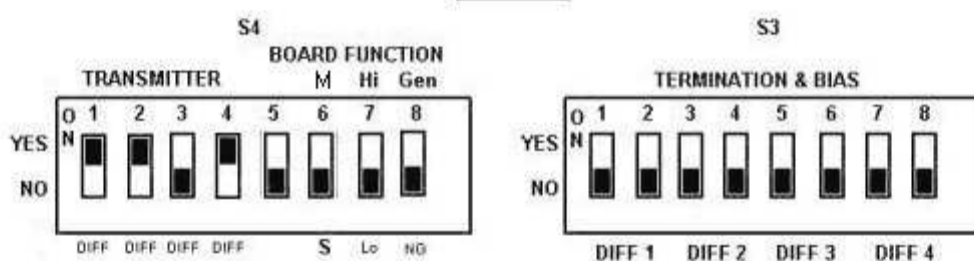 S4 S3
BOARD FUNCTION
TRANSMITTER M Hi Gen TERMINATION & BIAS
ON 1 2 3 4 5 6 7 8 ON 1 2 3 4 5 6 7 8
YES YES
NO NO
DIFF DIFF DIFF DIFF S Lo NG DIFF 1 DIFF 2 DIFF 3 DIFF 4